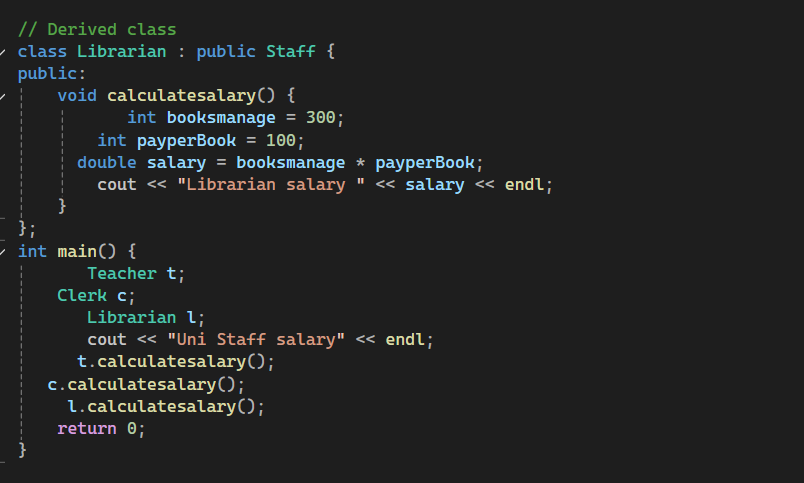 // Derived class
class Librarian : public Staff {
public:
    void calculatesalary() {
           int booksmanage = 300;
        int payperBook = 100;
      double salary = booksmanage * payperBook;
        cout << "Librarian salary " << salary << endl;
    }
};
int main() {
       Teacher t;
    Clerk c;
       Librarian l;
       cout << "Uni Staff salary" << endl;
      t.calculatesalary();
   c.calculatesalary();
     l.calculatesalary();
    return 0;
}